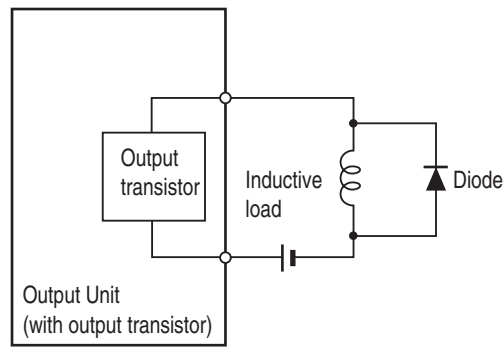 Output
transistor
Inductive
load
Diode
Output Unit
(with output transistor)